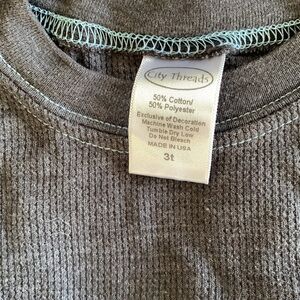 City Threads
50% Cotton/
50% Polyester
Exclusive of Decoration
Machine Wash Cold
Tumble Dry Low
Do Not Bleach
MADE IN USA
3t